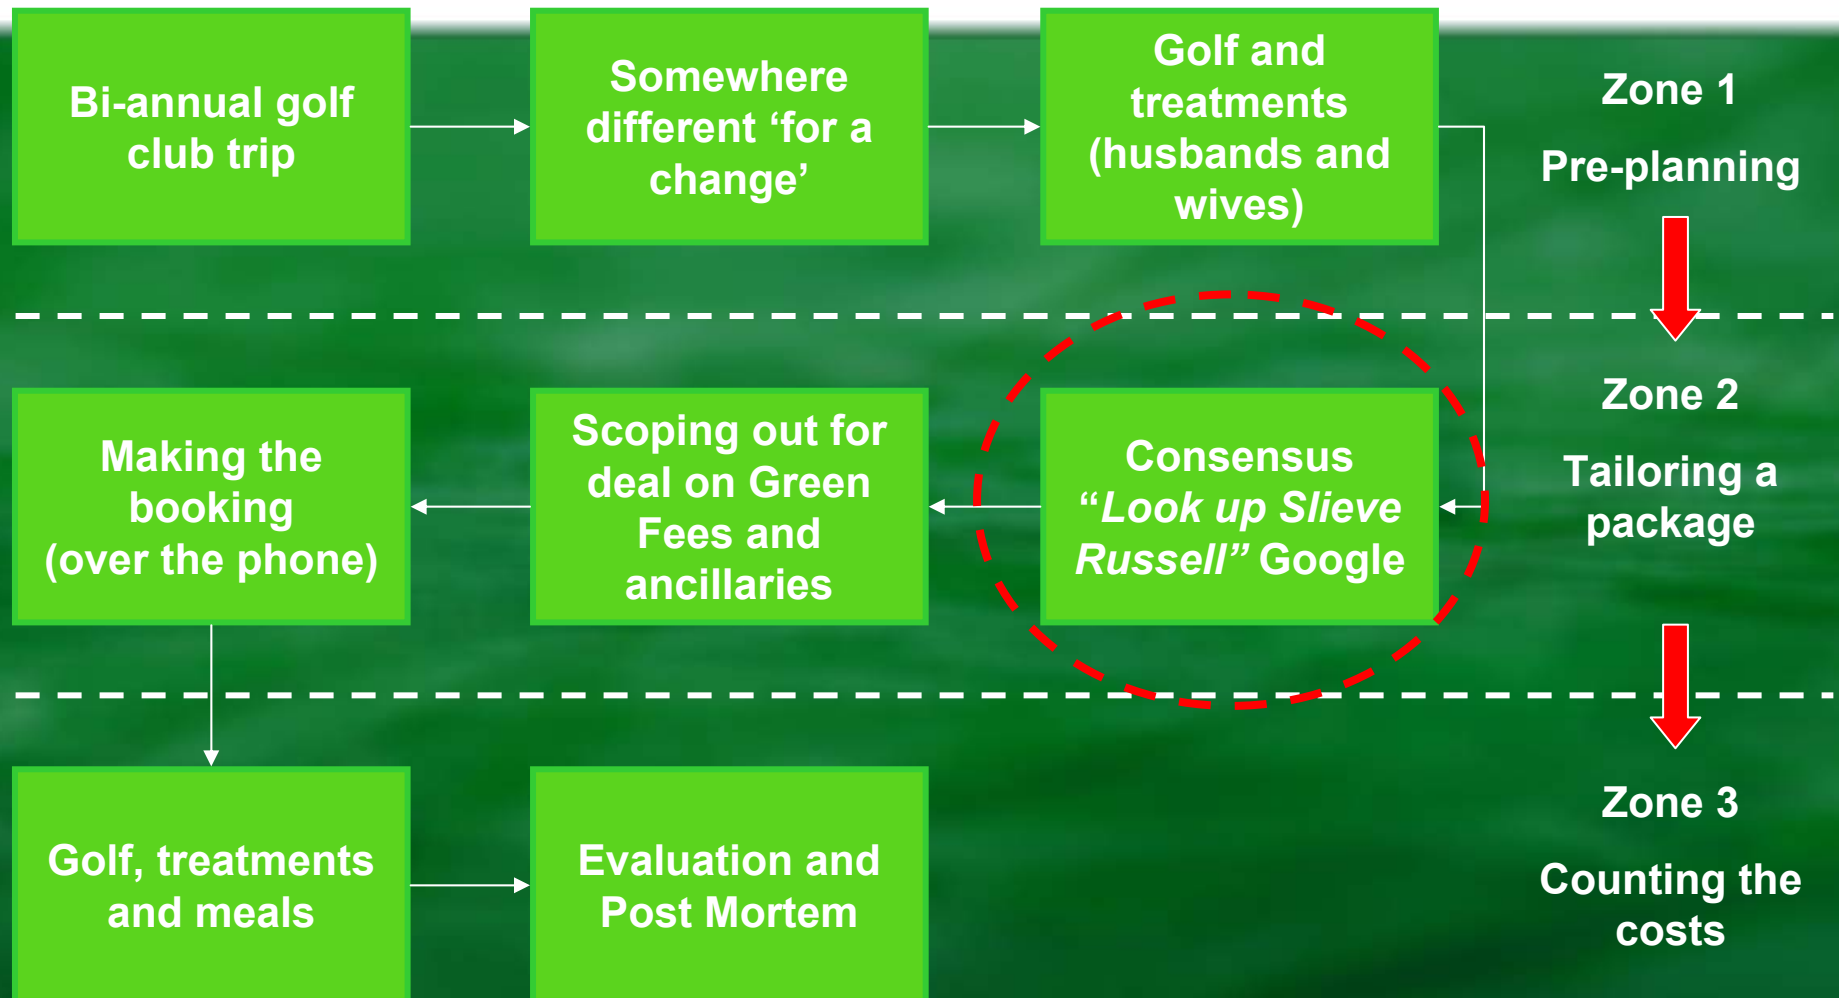 Bi-annual golf
club trip
Somewhere
different ‘for a
change’
Golf and
treatments
(husbands and
wives)
Zone 1
Pre-planning
Making the
booking
(over the phone)
Scoping out for
deal on Green
Fees and
ancillaries
Consensus
“Look up Slieve
Russell” Google
Zone 2
Tailoring a
package
Golf, treatments
and meals
Evaluation and
Post Mortem
Zone 3
Counting the
costs